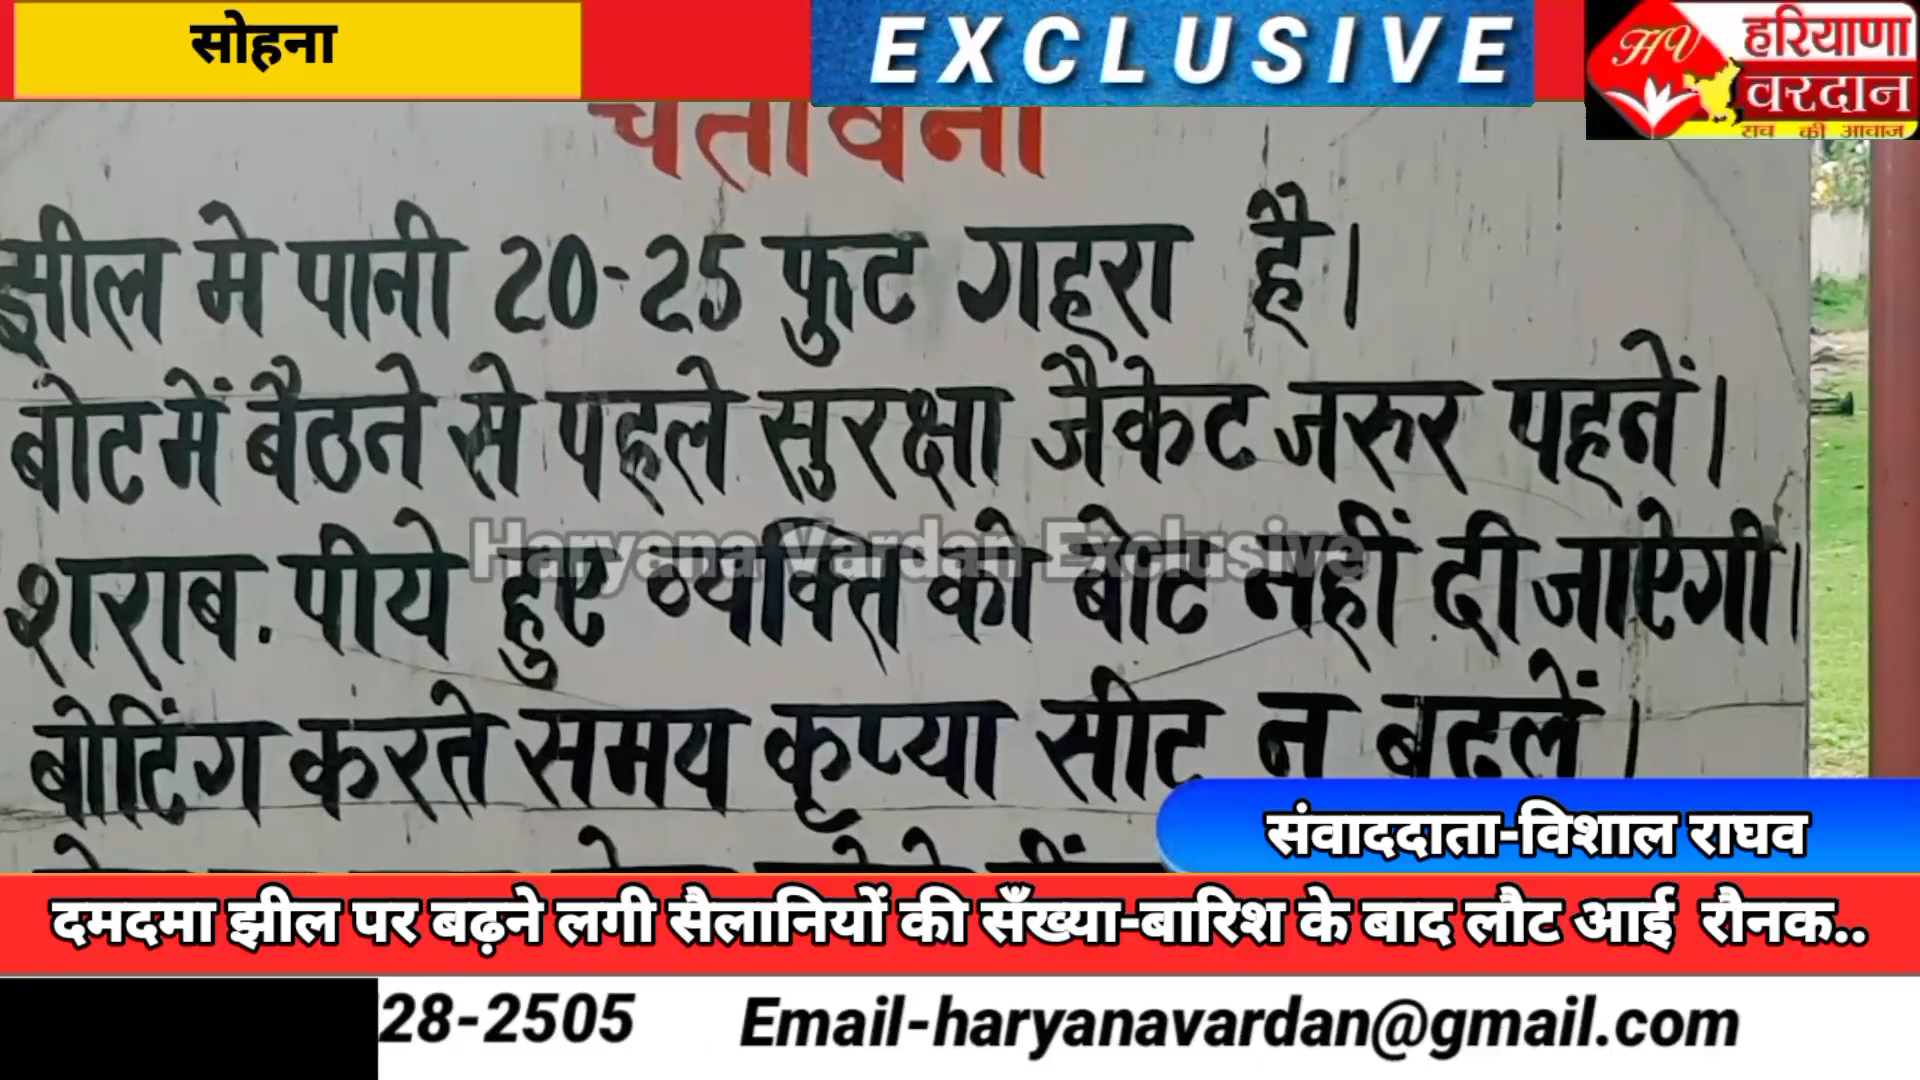 सोहना
EXCLUSIVE
HV
हरियाणा
वरदान
सच की आवाज
चेतावनी
झील मे पानी 20-25 फुट गहरा है।
बोट में बैठने से पहले सुरक्षा जैकेट जरुर पहनें।
Haryana Vardan Exclusive
शराब. पीये हुए व्यक्ति को बोट नहीं दी जाऐगी।
बोटिंग करते समय कृप्या सीट न बदलें।
संवाददाता-विशाल राघव
दमदमा झील पर बढ़ने लगी सैलानियों की सँख्या-बारिश के बाद लौट आई रौनक..
28-2505 Email-haryanavardan@gmail.com